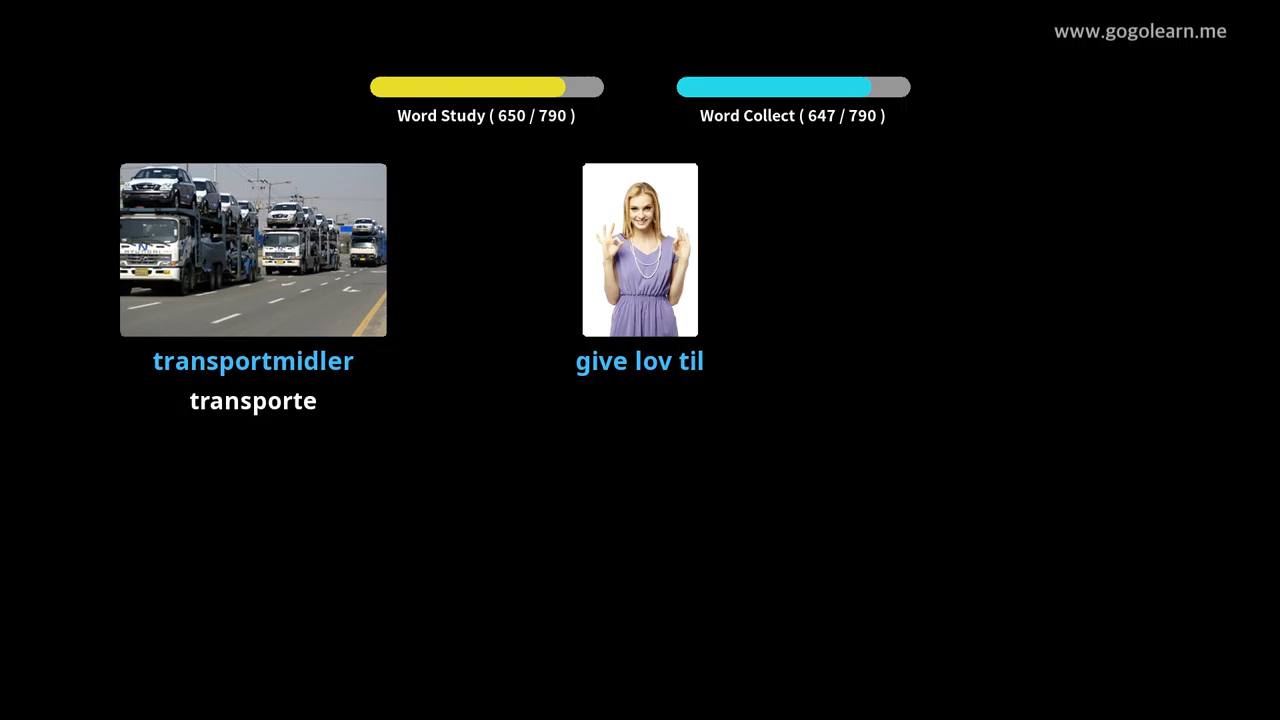 www.gogolearn.me
Word Study ( 650 / 790 )
Word Collect ( 647 / 790 )
transportmidler
transporte
give lov til